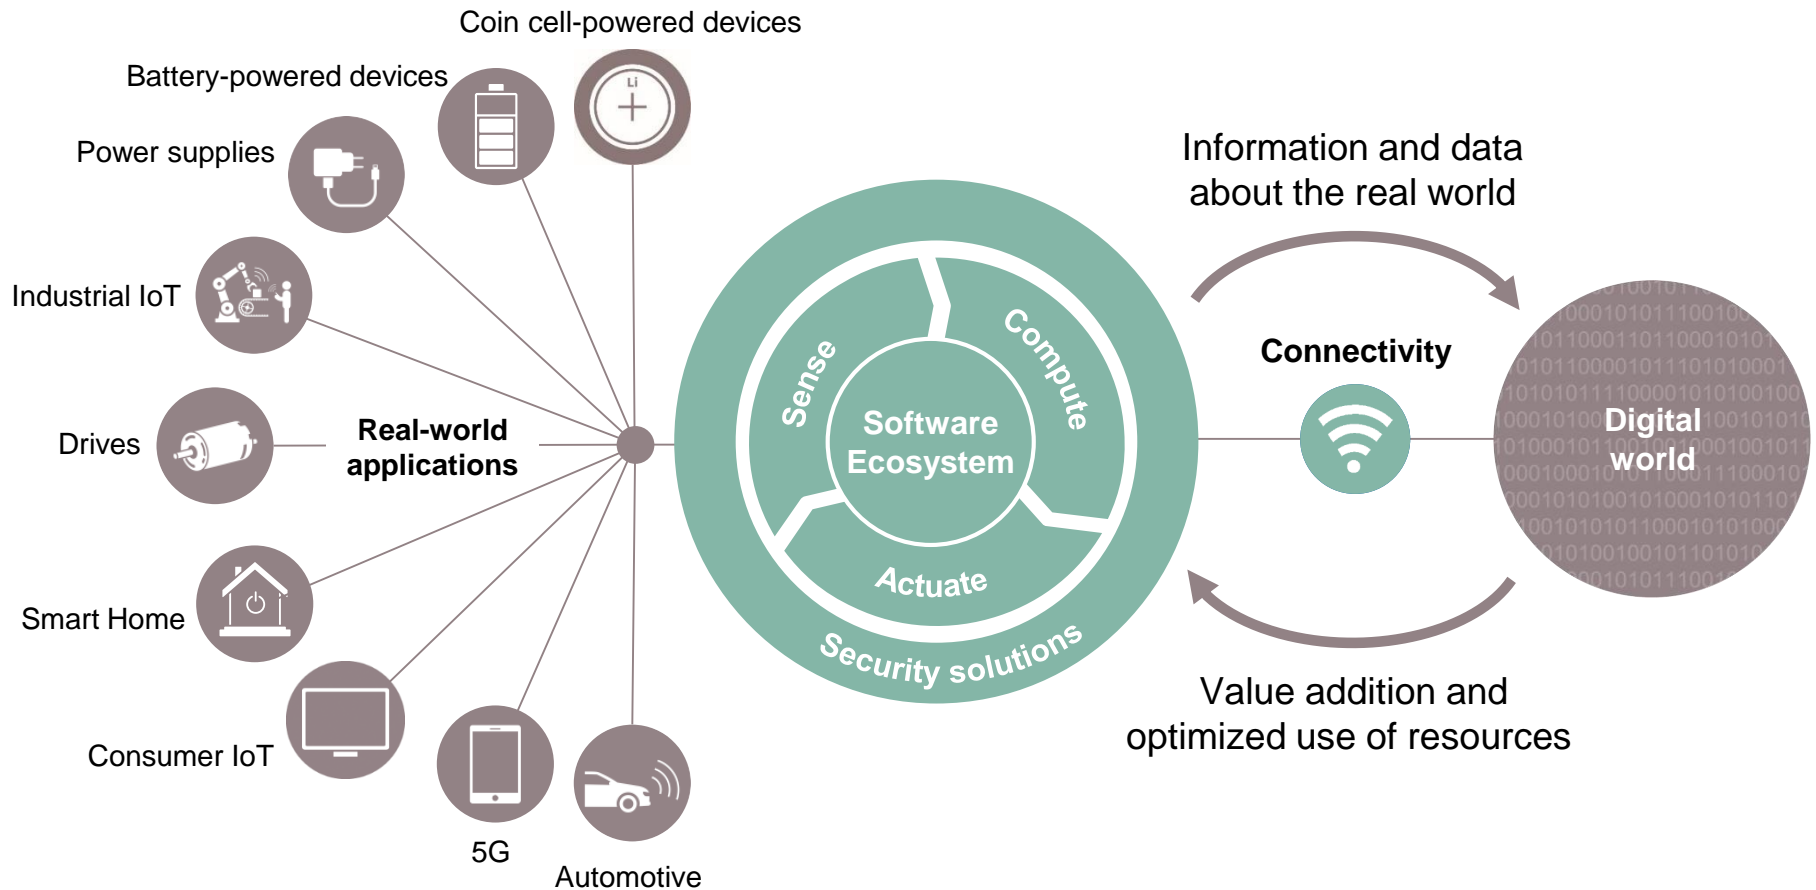 Coin cell-powered devices
Battery-powered devices
Li
Power supplies
Industrial IoT
Drives
Real-world
applications
Smart Home
Consumer IoT
5G
Automotive
Sense
Compute
Actuate
Software
Ecosystem
Security solutions
Information and data
about the real world
Connectivity
Digital
world
Value addition and
optimized use of resources